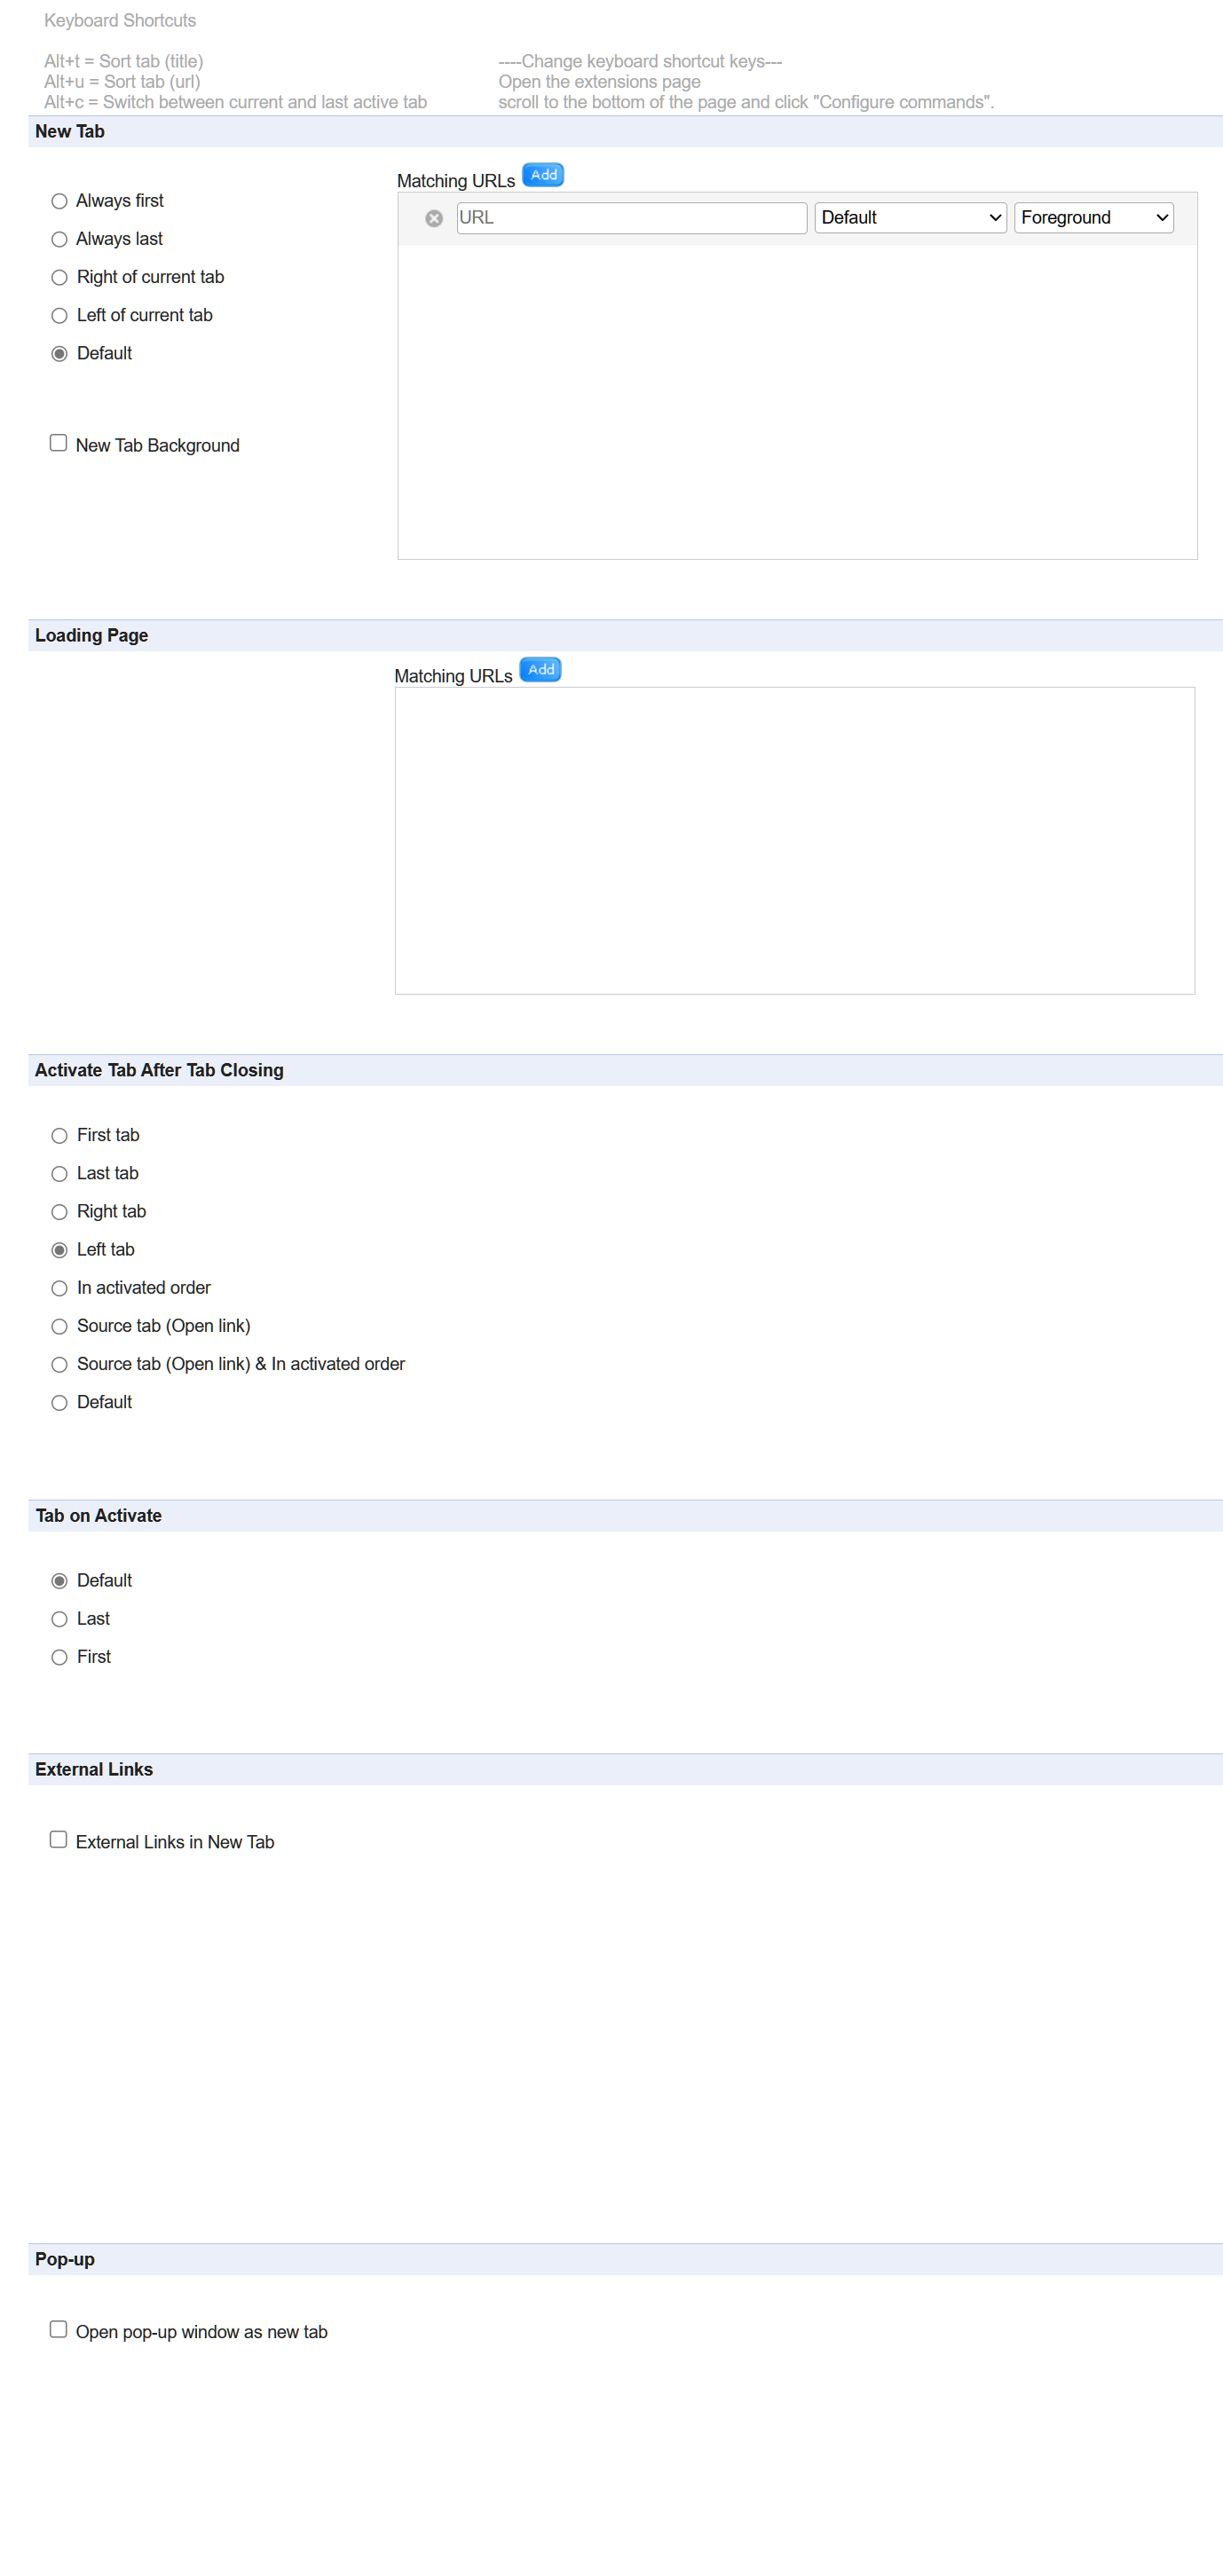 Keyboard Shortcuts
Alt+t = Sort tab (title)
Alt+u = Sort tab (url)
Alt+c = Switch between current and last active tab
----Change keyboard shortcut keys---
Open the extensions page
scroll to the bottom of the page and click "Configure commands".
New Tab
Always first
Always last
Right of current tab
Left of current tab
Default
New Tab Background
Matching URLs Add
URL Default Foreground
Loading Page
Matching URLs Add
Activate Tab After Tab Closing
First tab
Last tab
Right tab
Left tab
In activated order
Source tab (Open link)
Source tab (Open link) & In activated order
Default
Tab on Activate
Default
Last
First
External Links
External Links in New Tab
Pop-up
Open pop-up window as new tab